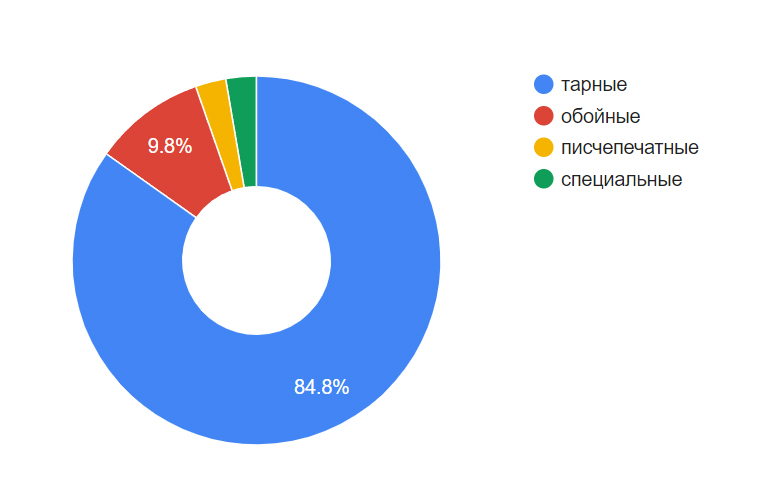 тарные
обойные
писчепечатные
специальные
9.8%
84.8%